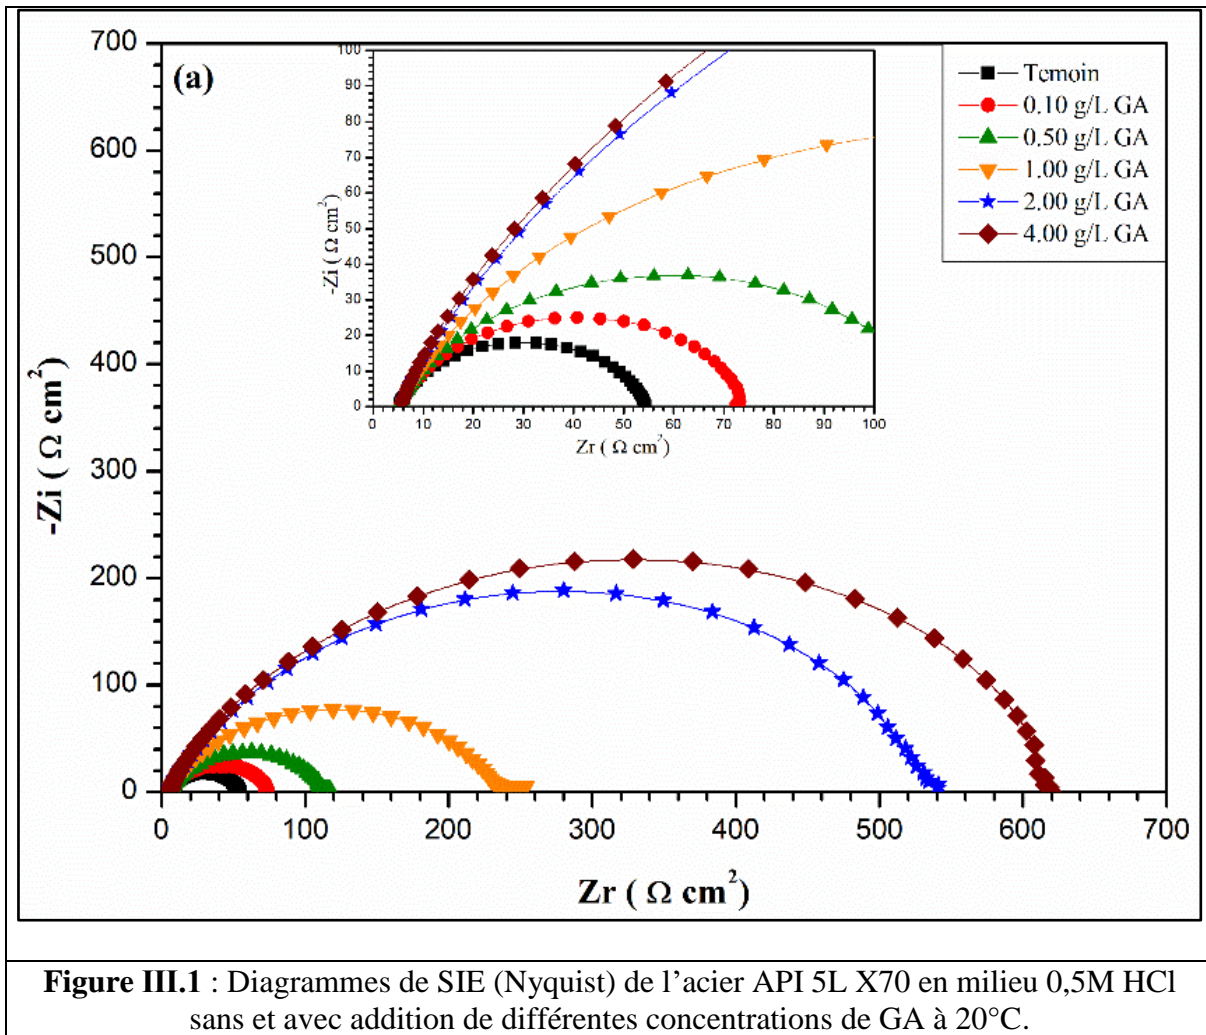 (a)
700
600
500
400
300
200
100
0
-Zi ( Ω cm²)
0 100 200 300 400 500 600 700
Zr ( Ω cm²)
100
90
80
70
60
50
40
30
20
10
0
-Zi ( Ω cm²)
0 10 20 30 40 50 60 70 80 90 100
Zr ( Ω cm²)
Temoin
0.10 g/L GA
0.50 g/L GA
1.00 g/L GA
2.00 g/L GA
4.00 g/L GA
Figure III.1 : Diagrammes de SIE (Nyquist) de l’acier API 5L X70 en milieu 0,5M HCl
sans et avec addition de différentes concentrations de GA à 20°C.